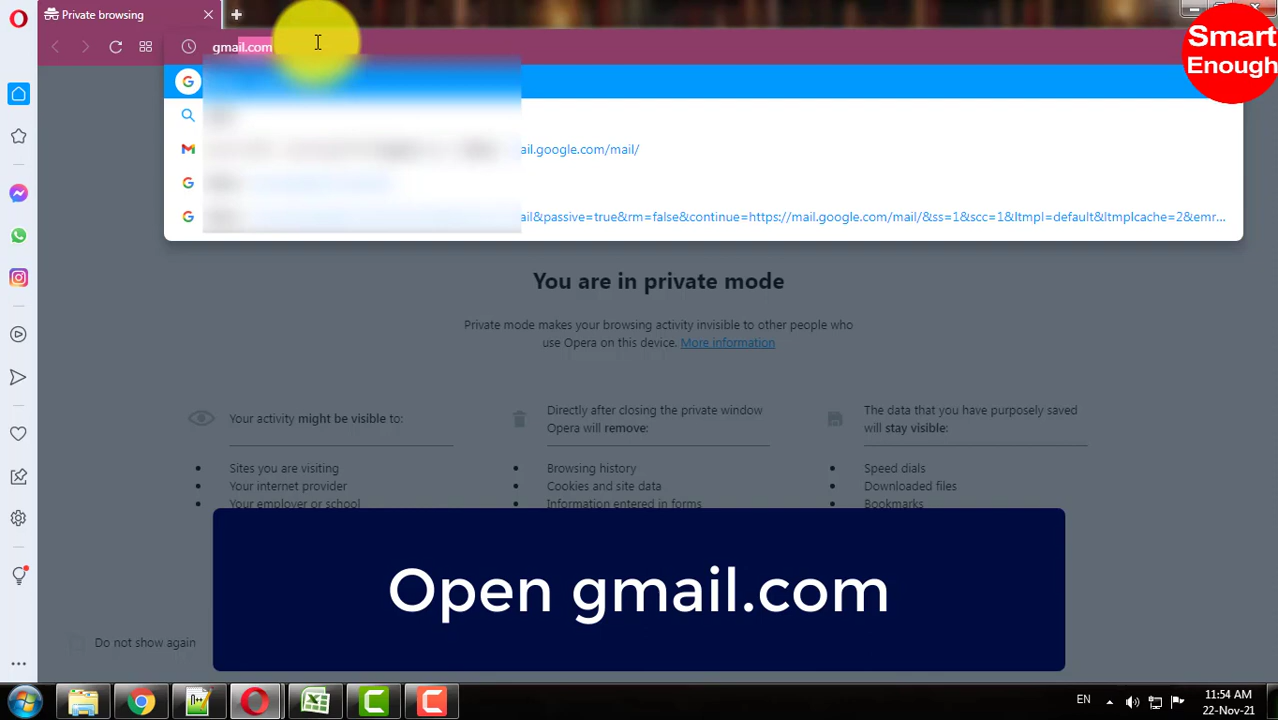 Private browsing
Smart
Enough
gmail.com
ail.google.com/mail/
ail&passive=true&rm=false&continue=https://mail.google.com/mail/&ss=1&scc=1&ltmpl=default&ltmplcache=2&emr...
You are in private mode
Private mode makes your browsing activity invisible to other people who
use Opera on this device. More information
Your activity might be visible to:
Sites you are visiting
Your internet provider
Your employer or school
Directly after closing the private window
Opera will remove:
Browsing history
Cookies and site data
Information entered in forms
The data that you have purposely saved
will stay visible:
Speed dials
Downloaded files
Bookmarks
Open gmail.com
Do not show again
EN
11:54 AM
22-Nov-21